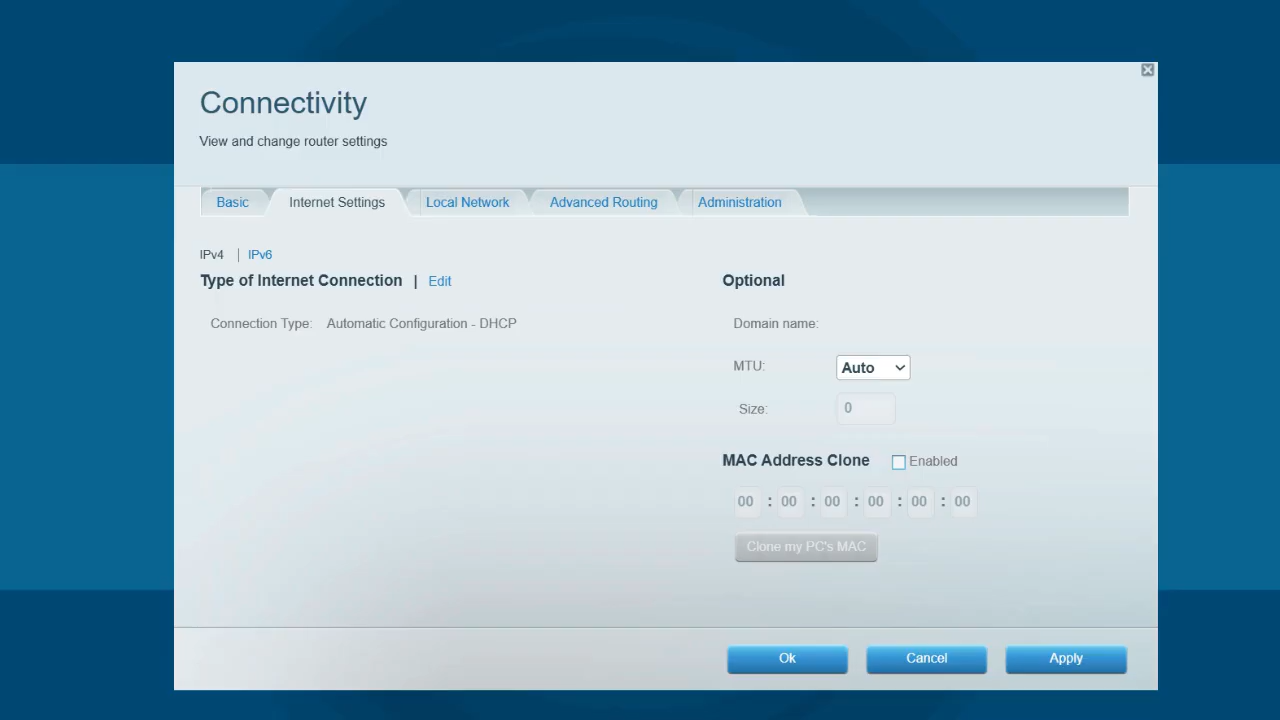 Connectivity
View and change router settings
Basic Internet Settings Local Network Advanced Routing Administration
IPv4 | IPv6
Type of Internet Connection | Edit
Connection Type: Automatic Configuration - DHCP
Optional
Domain name:
MTU: Auto
Size: 0
MAC Address Clone Enabled
00 : 00 : 00 : 00 : 00 : 00
Clone my PC's MAC
Ok Cancel Apply